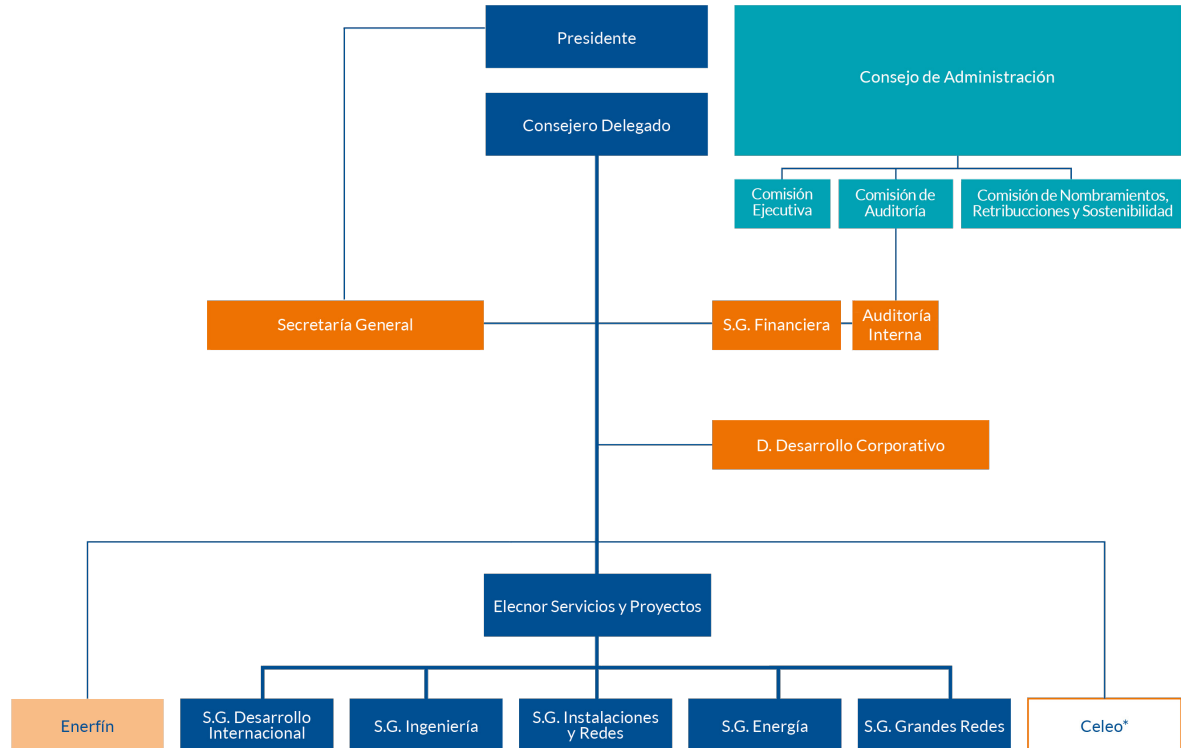 Presidente
Consejo de Administración
Consejero Delegado
Comisión
Ejecutiva
Comisión de
Auditoría
Comisión de Nombramientos,
Retribucciones y Sostenibilidad
Secretaría General
S.G. Financiera
Auditoría
Interna
D. Desarrollo Corporativo
Elecnor Servicios y Proyectos
Enerfín
S.G. Desarrollo
Internacional
S.G. Ingeniería
S.G. Instalaciones
y Redes
S.G. Energía
S.G. Grandes Redes
Celeo*